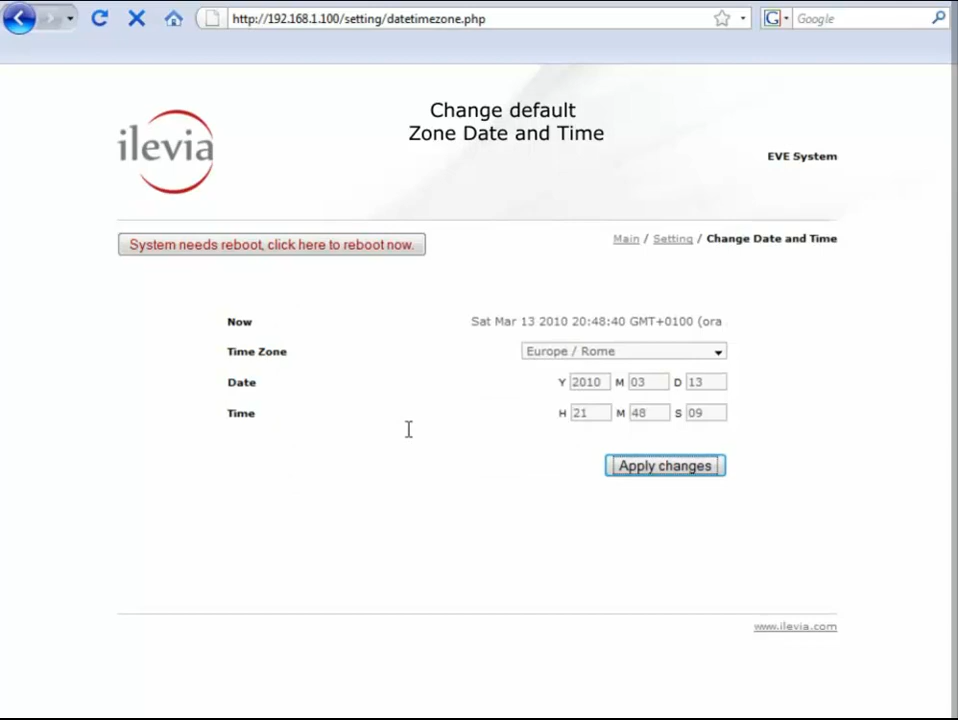 http://192.168.1.100/setting/datetimezone.php
G Google
Change default
Zone Date and Time
ilevia
EVE System
System needs reboot, click here to reboot now.
Main / Setting / Change Date and Time
Now Sat Mar 13 2010 20:48:40 GMT+0100 (ora
Time Zone Europe / Rome
Date Y 2010 M 03 D 13
Time H 21 M 48 S 09
Apply changes
www.ilevia.com